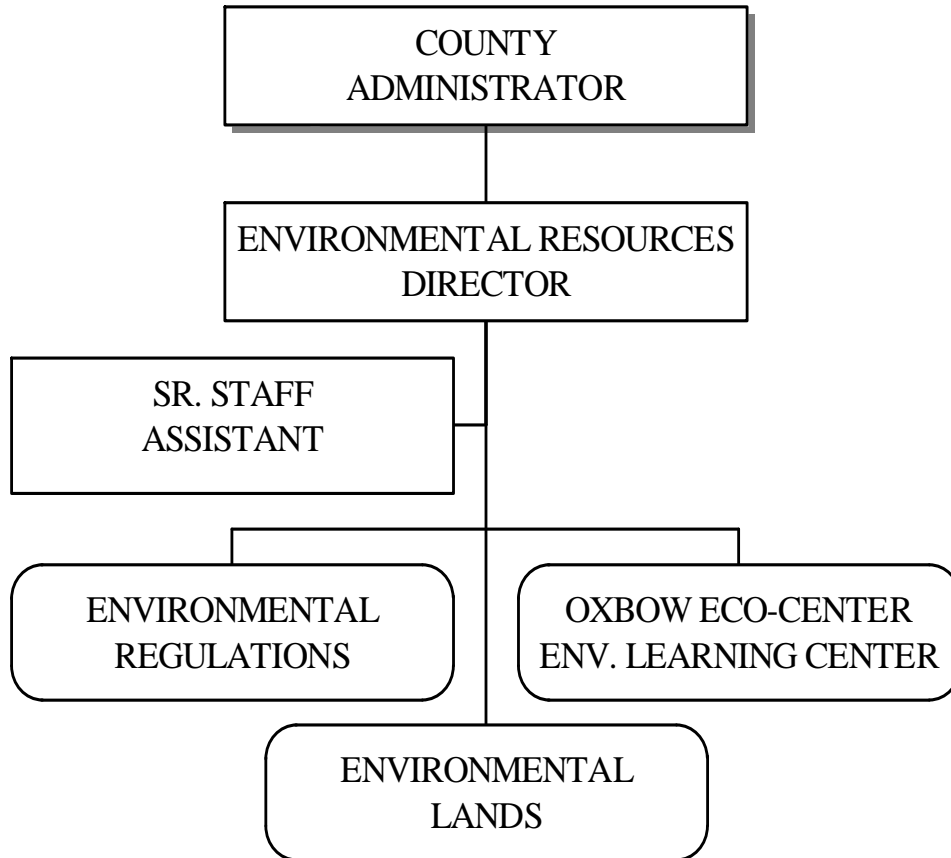 COUNTY
ADMINISTRATOR
ENVIRONMENTAL RESOURCES
DIRECTOR
SR. STAFF
ASSISTANT
ENVIRONMENTAL
REGULATIONS
OXBOW ECO-CENTER
ENV. LEARNING CENTER
ENVIRONMENTAL
LANDS